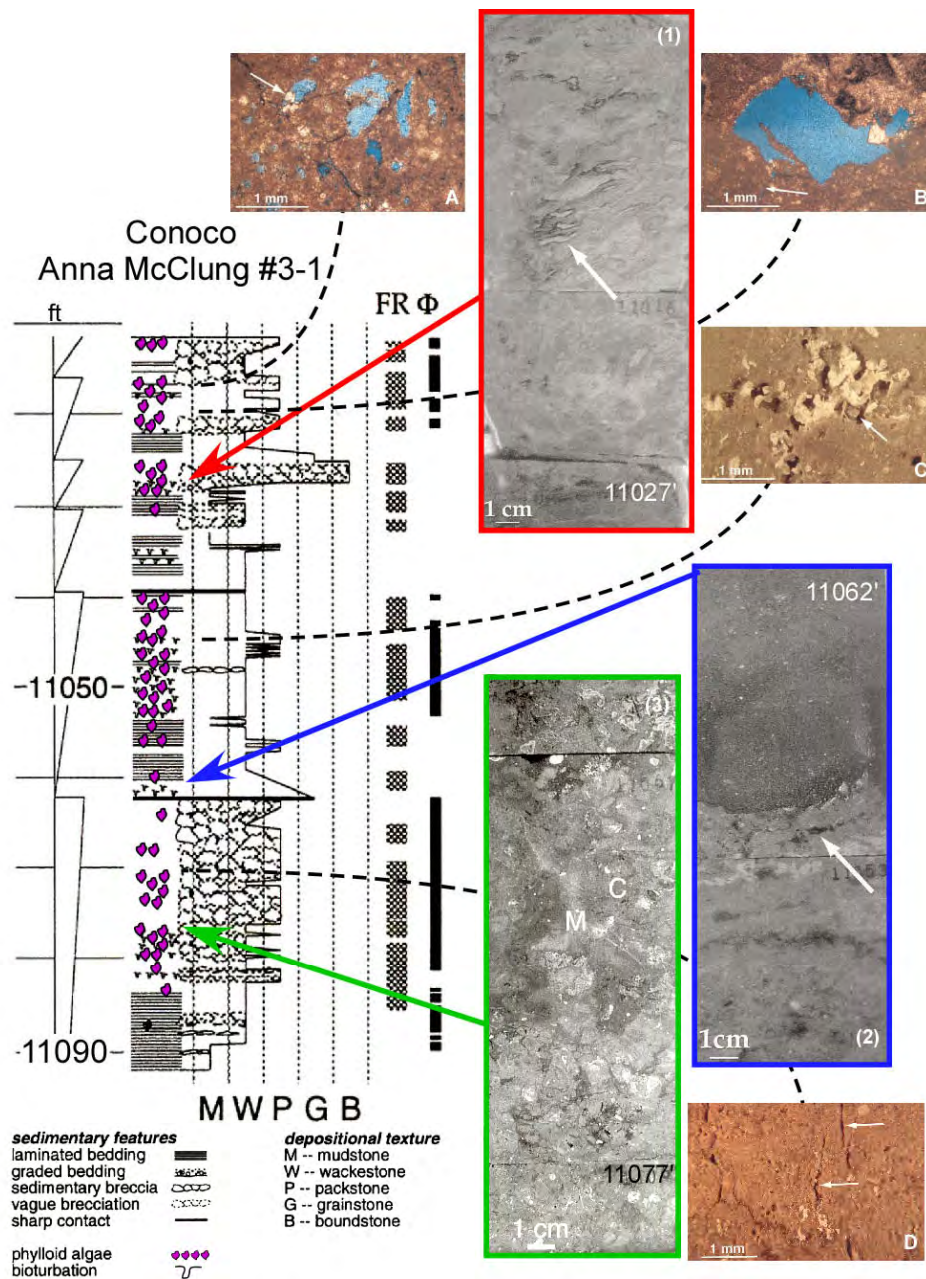 (1)
1 mm
A
1 mm
B
Conoco
Anna McClung #3-1
ft
FR Φ
11016
1 mm
C
11027'
1 cm
11062'
-11050-
(3)
C
M
1cm
(2)
-11090-
M W P G B
11077'
1 cm
1 mm
D
sedimentary features
laminated bedding
graded bedding
sedimentary breccia
vague brecciation
sharp contact
phylloid algae
bioturbation
depositional texture
M -- mudstone
W -- wackestone
P -- packstone
G -- grainstone
B -- boundstone